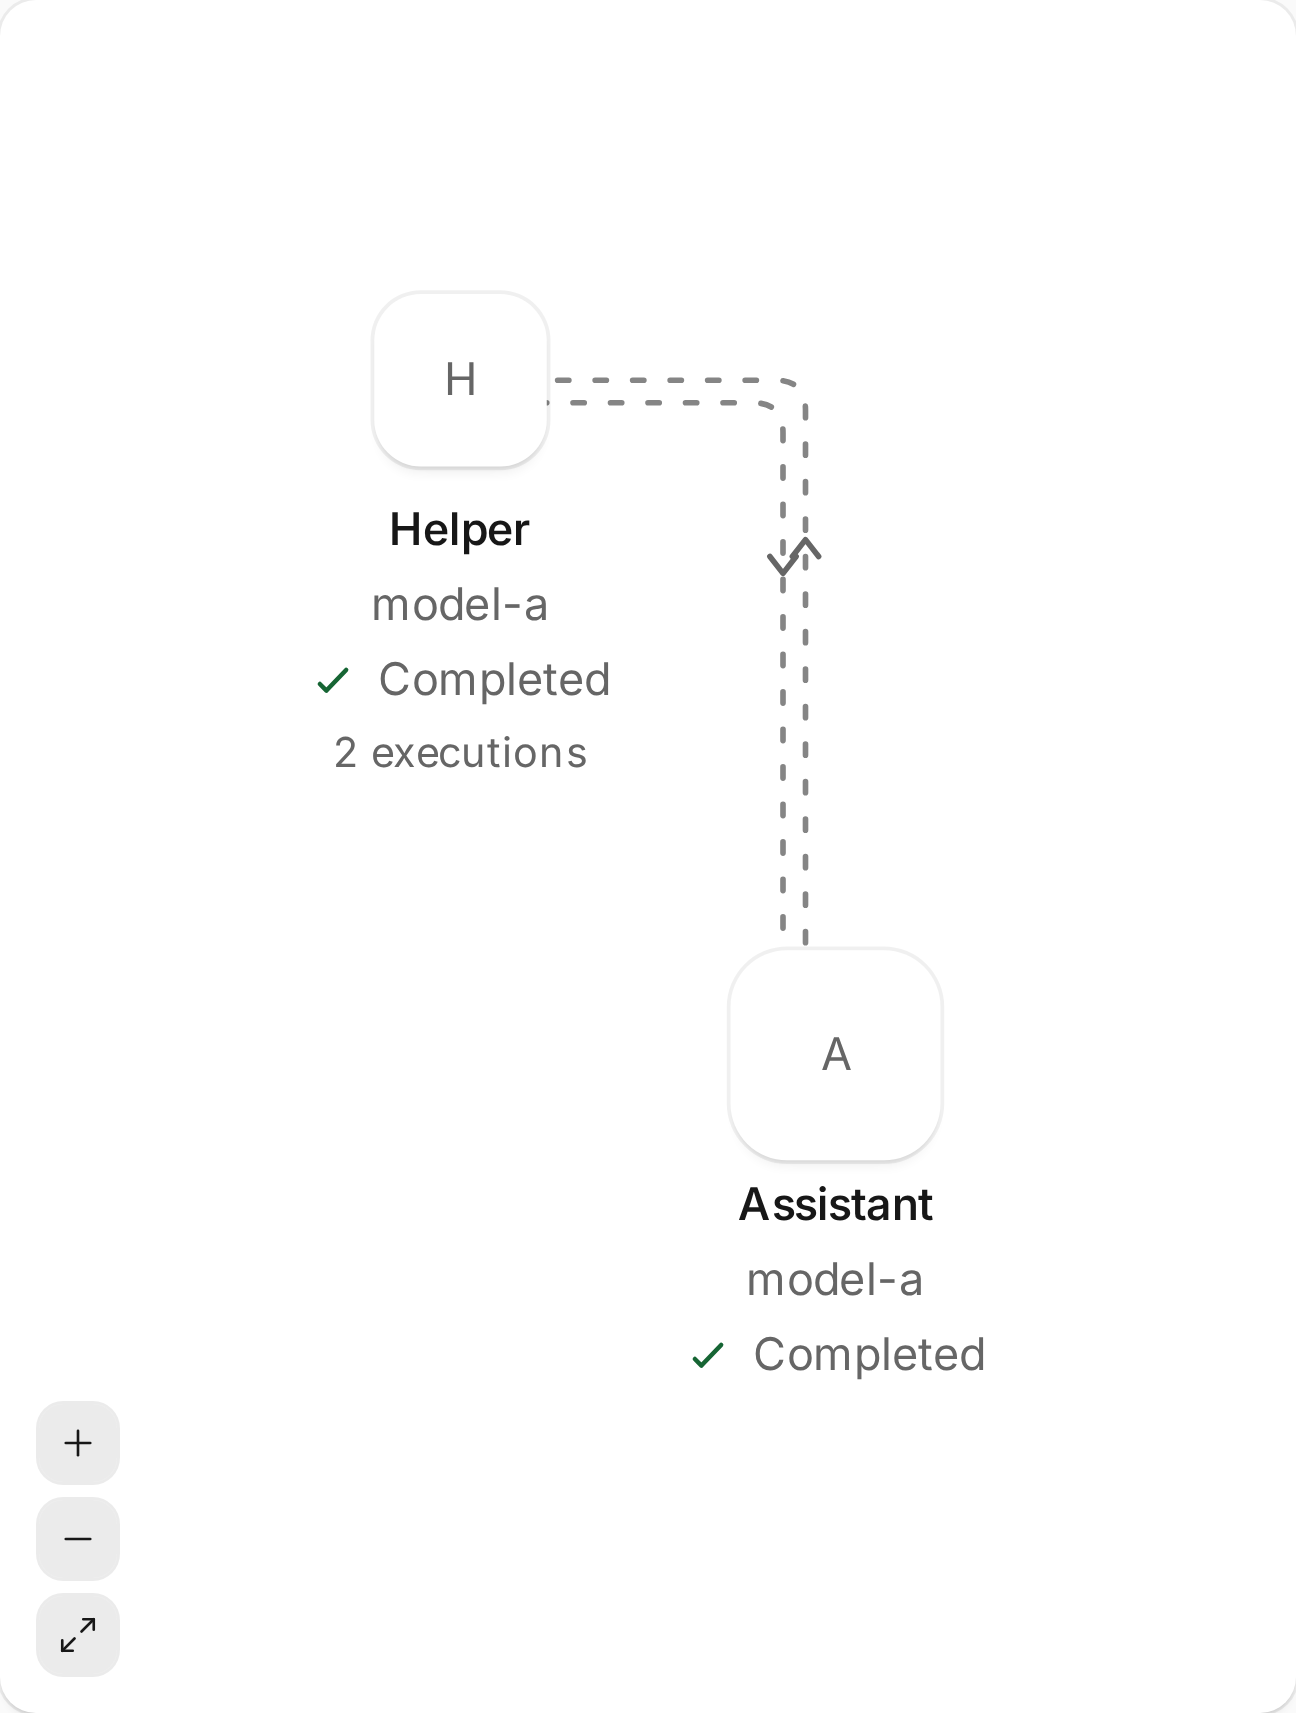 H
Helper
model-a
Completed
2 executions
A
Assistant
model-a
Completed